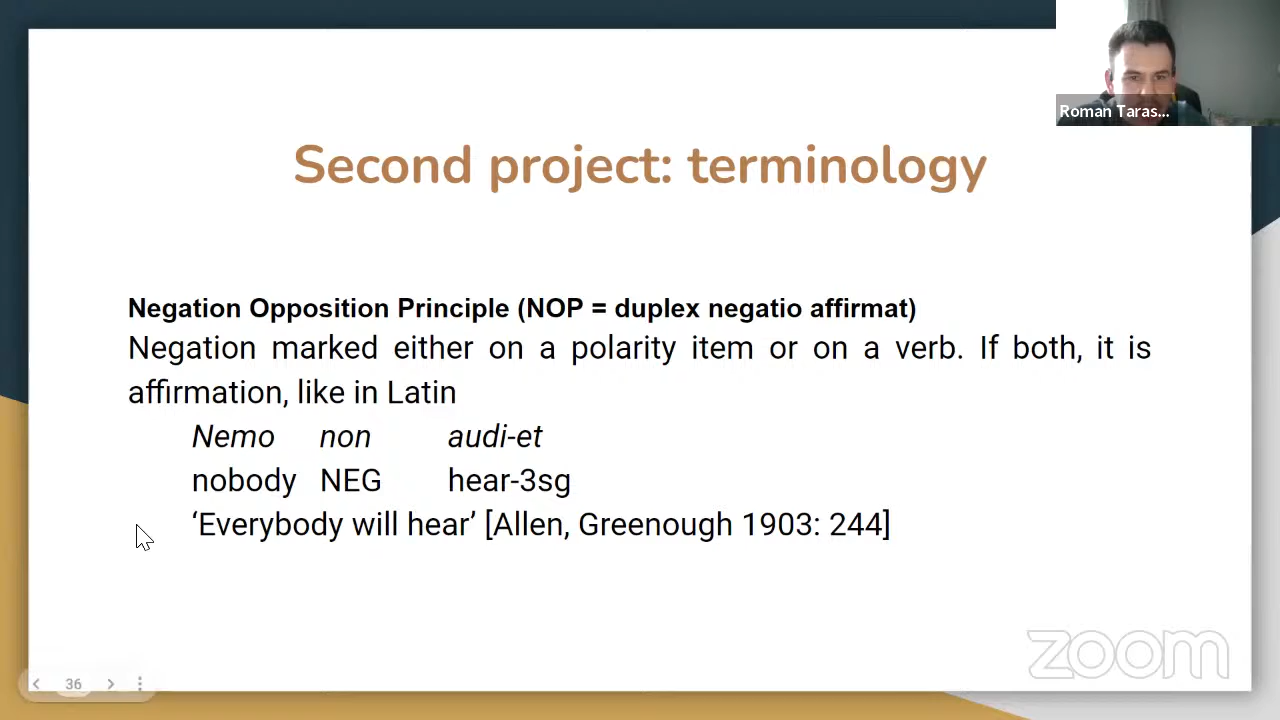 Roman Taras...
Second project: terminology
Negation Opposition Principle (NOP = duplex negatio affirmat)
Negation marked either on a polarity item or on a verb. If both, it is
affirmation, like in Latin
Nemo non audi-et
nobody NEG hear-3sg
‘Everybody will hear’ [Allen, Greenough 1903: 244]
zoom
36